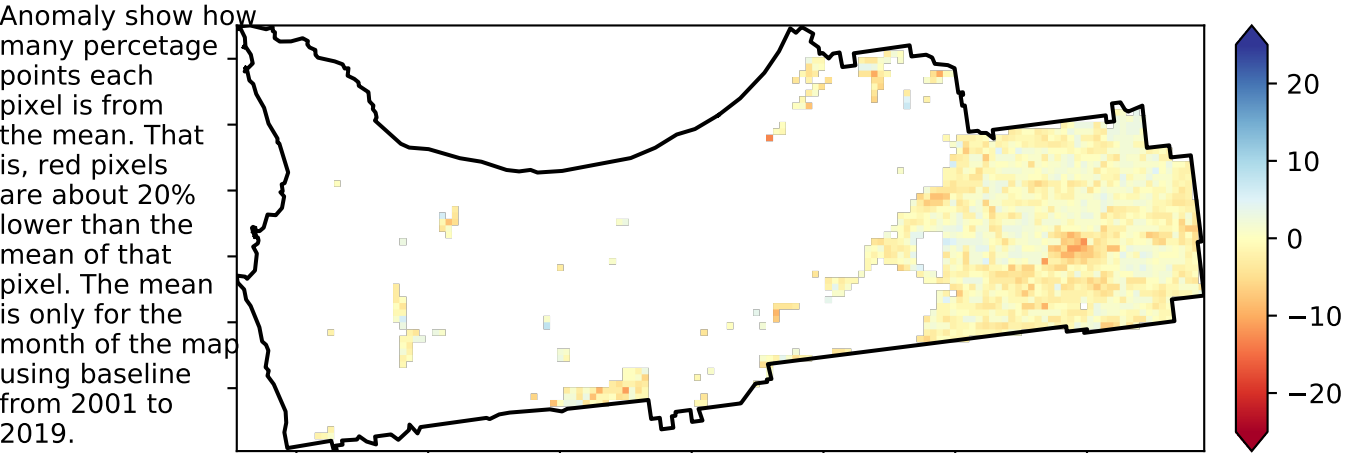 Anomaly show how
many percetage
points each
pixel is from
the mean. That
is, red pixels
are about 20%
lower than the
mean of that
pixel. The mean
is only for the
month of the map
using baseline
from 2001 to
2019.
20
10
0
−10
−20